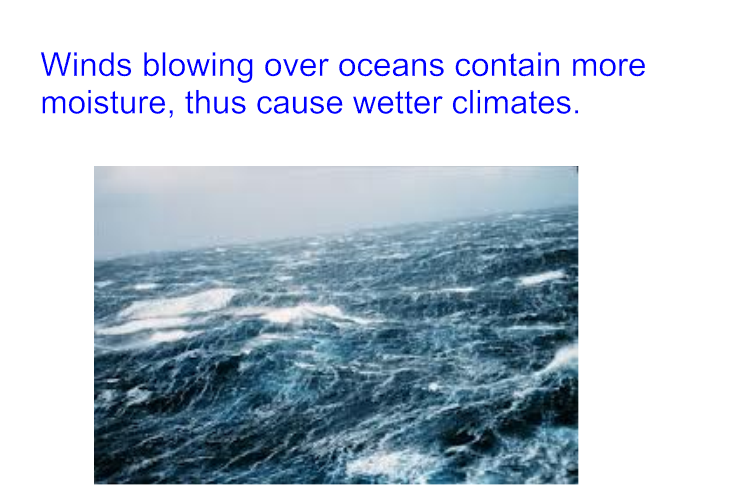 Winds blowing over oceans contain more
moisture, thus cause wetter climates.